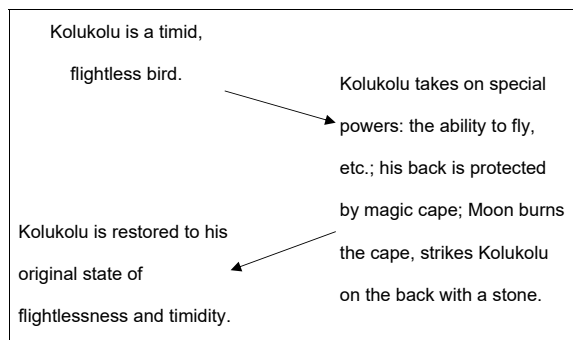 Kolukolu is a timid,
flightless bird.
Kolukolu takes on special
powers: the ability to fly,
etc.; his back is protected
by magic cape; Moon burns
the cape, strikes Kolukolu
on the back with a stone.
Kolukolu is restored to his
original state of
flightlessness and timidity.